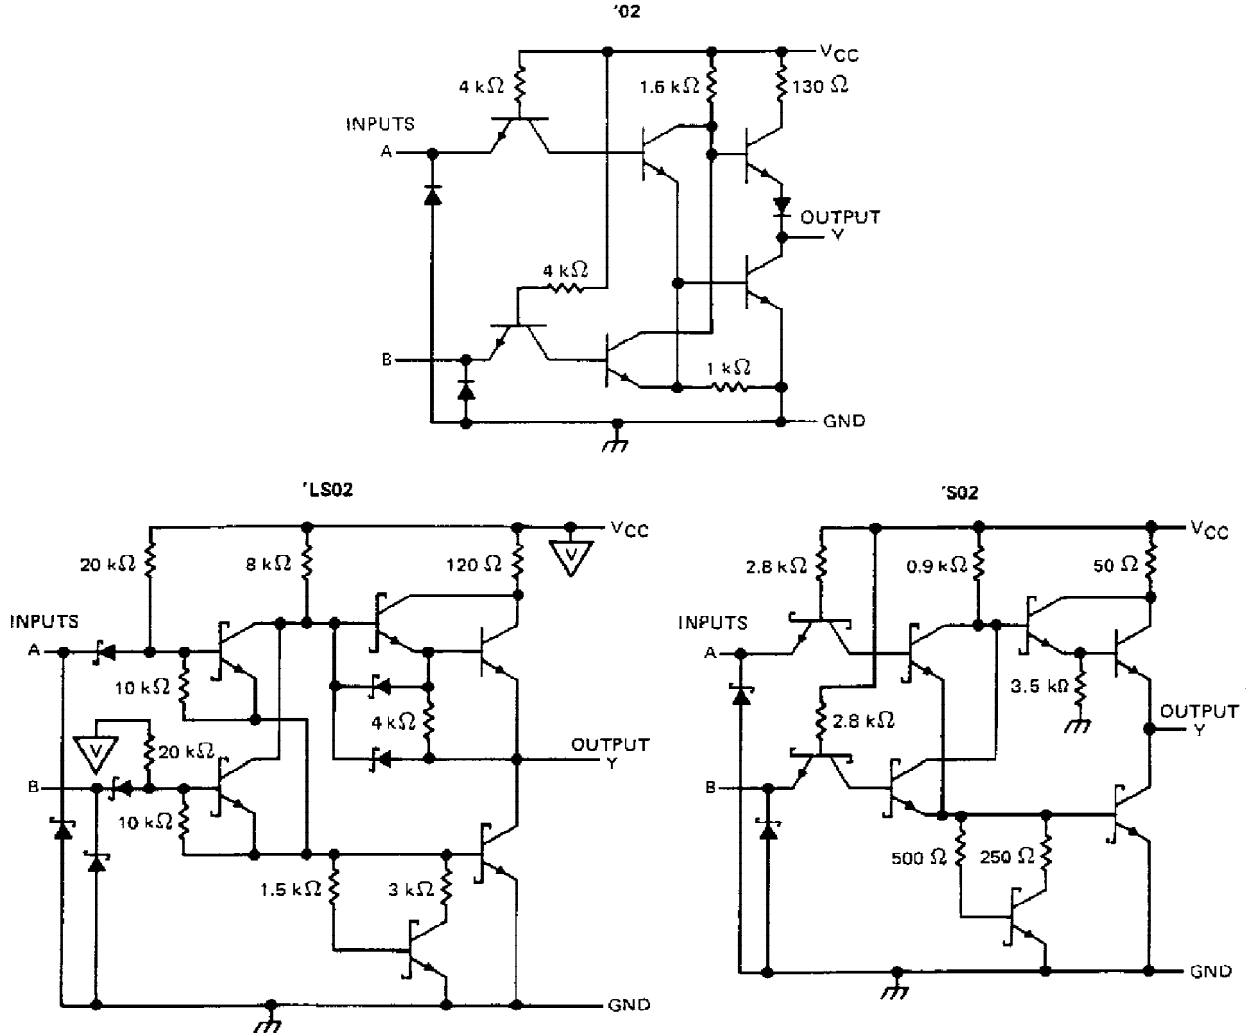 '02
VCC
4 kΩ
1.6 kΩ
130 Ω
INPUTS
A
OUTPUT
Y
4 kΩ
B
1 kΩ
GND
'LS02
VCC
V
20 kΩ
8 kΩ
120 Ω
INPUTS
A
10 kΩ
4 kΩ
V
20 kΩ
OUTPUT
Y
B
10 kΩ
1.5 kΩ
3 kΩ
GND
'S02
VCC
2.8 kΩ
0.9 kΩ
50 Ω
INPUTS
A
3.5 kΩ
2.8 kΩ
OUTPUT
Y
B
500 Ω
250 Ω
GND